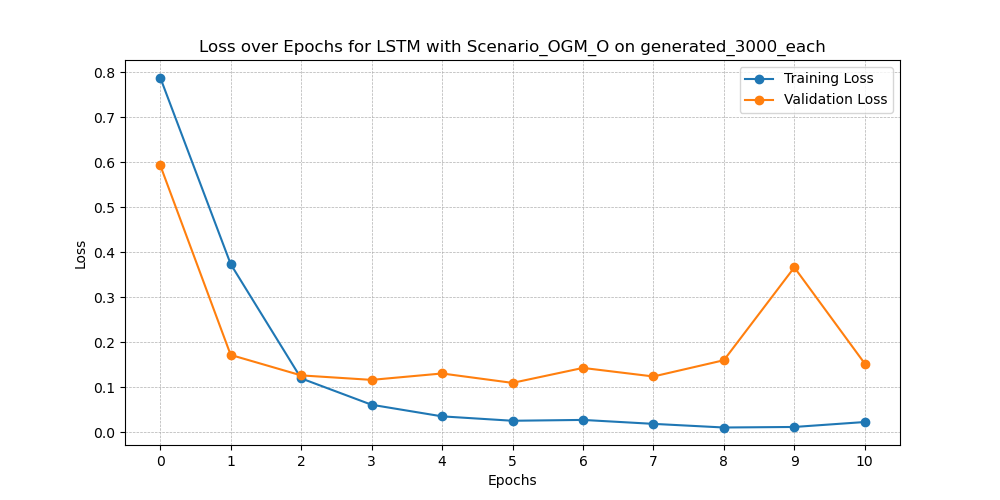 Loss over Epochs for LSTM with Scenario_OGM_O on generated_3000_each
Training Loss
Validation Loss
Loss
0.8
0.7
0.6
0.5
0.4
0.3
0.2
0.1
0.0
0 1 2 3 4 5 6 7 8 9 10
Epochs